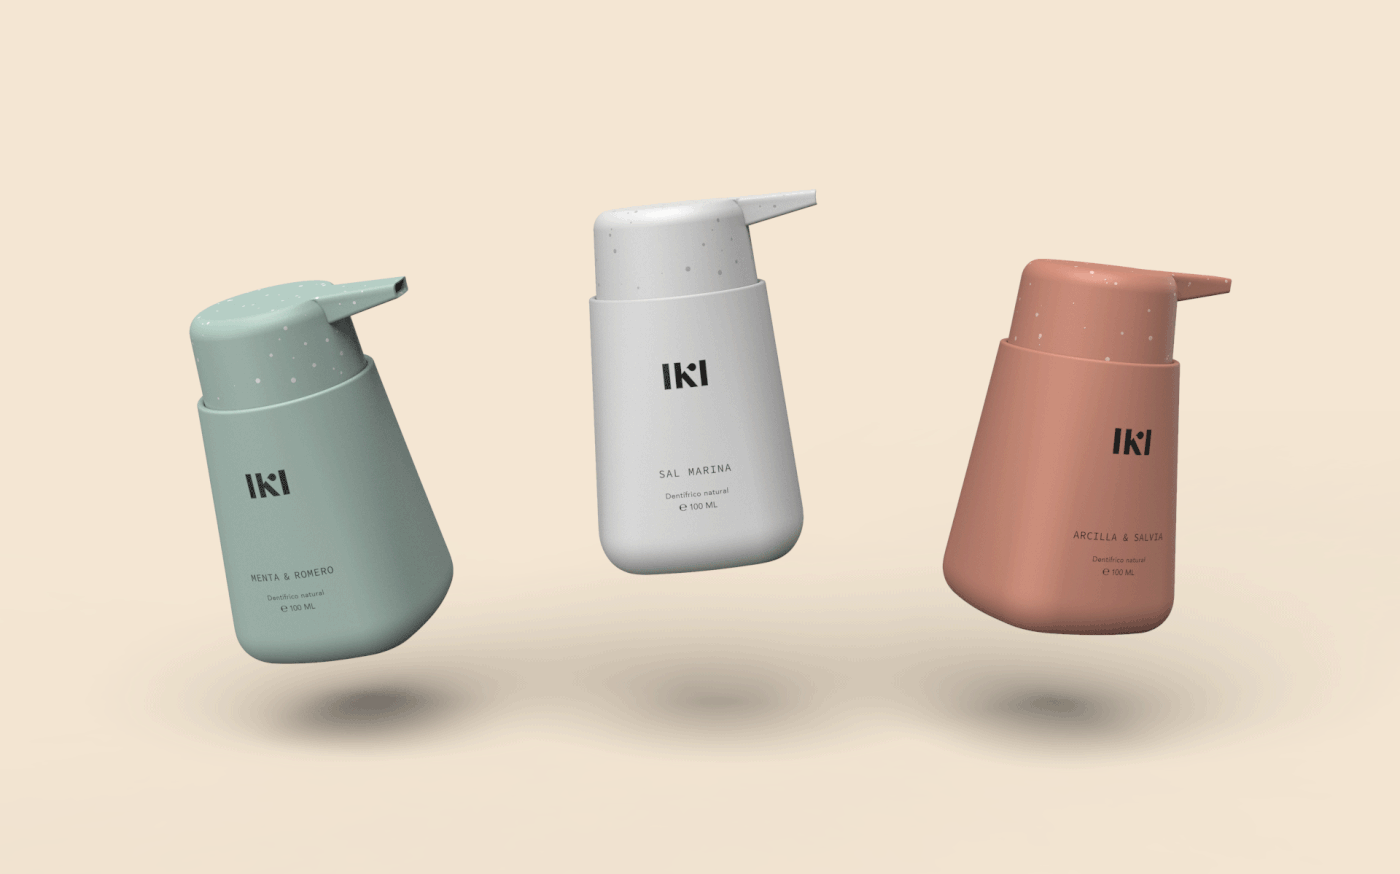 IKI
MENTA & ROMERO
Dentífrico natural
℮ 100 ML
IKI
SAL MARINA
Dentífrico natural
℮ 100 ML
IKI
ARCILLA & SALVIA
Dentífrico natural
℮ 100 ML